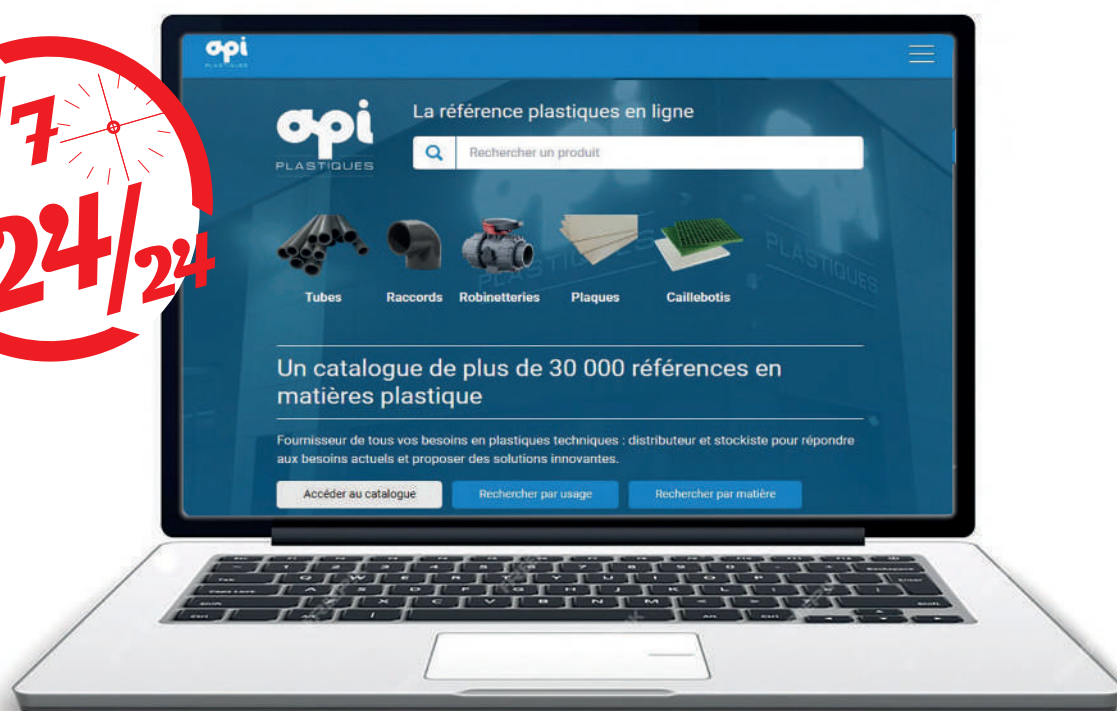 api
PLASTIQUES
/7
24/24
api
PLASTIQUES
La référence plastiques en ligne
Rechercher un produit
Tubes
Raccords
Robinetteries
Plaques
Caillebotis
Un catalogue de plus de 30 000 références en
matières plastique
Fournisseur de tous vos besoins en plastiques techniques : distributeur et stockiste pour répondre
aux besoins actuels et proposer des solutions innovantes.
Accéder au catalogue
Rechercher par usage
Rechercher par matière